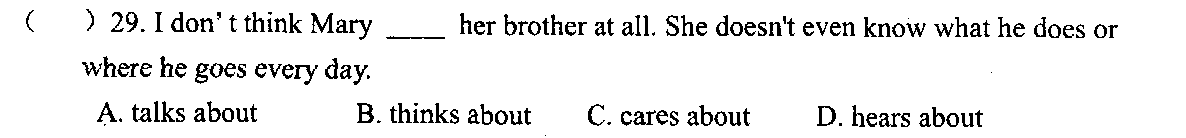 (     ) 29. I don't think Mary ____ her brother at all. She doesn't even know what he does or
where he goes every day.
A. talks about     B. thinks about     C. cares about     D. hears about